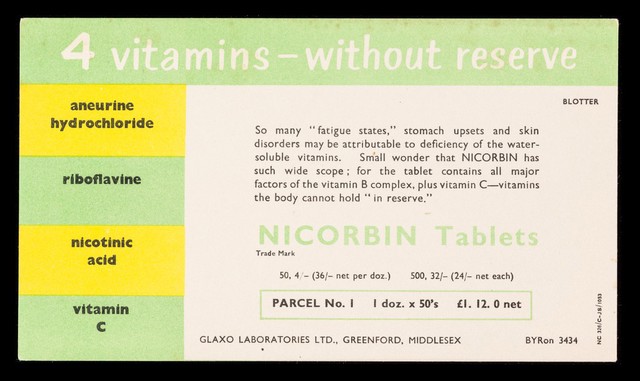 4 vitamins – without reserve
aneurine
hydrochloride
riboflavine
nicotinic
acid
vitamin
C
BLOTTER
So many "fatigue states," stomach upsets and skin
disorders may be attributable to deficiency of the water-
soluble vitamins. Small wonder that NICORBIN has
such wide scope; for the tablet contains all major
factors of the vitamin B complex, plus vitamin C—vitamins
the body cannot hold "in reserve."
NICORBIN Tablets
Trade Mark
50, 4/– (36/– net per doz.) 500, 32/– (24/– net each)
PARCEL No. 1 1 doz. x 50's £1. 12. 0 net
GLAXO LABORATORIES LTD., GREENFORD, MIDDLESEX
BYRon 3434